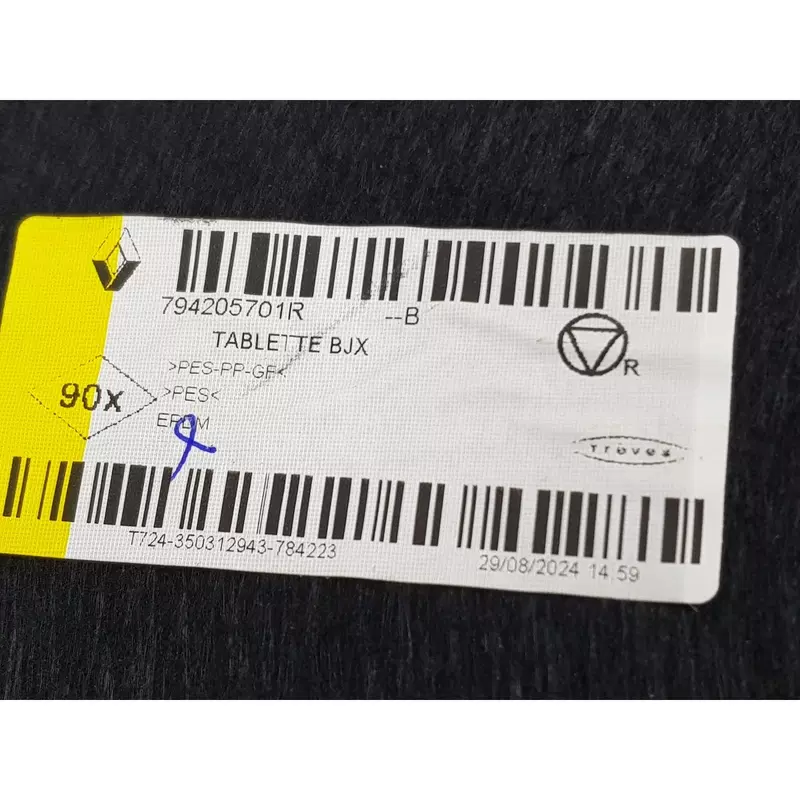 794205701R --B
TABLETTE BJX
>PES-PP-GF<
R
90X
>PES<
EPDM
Treves
T724-350312943-784223
29/08/2024 14.59